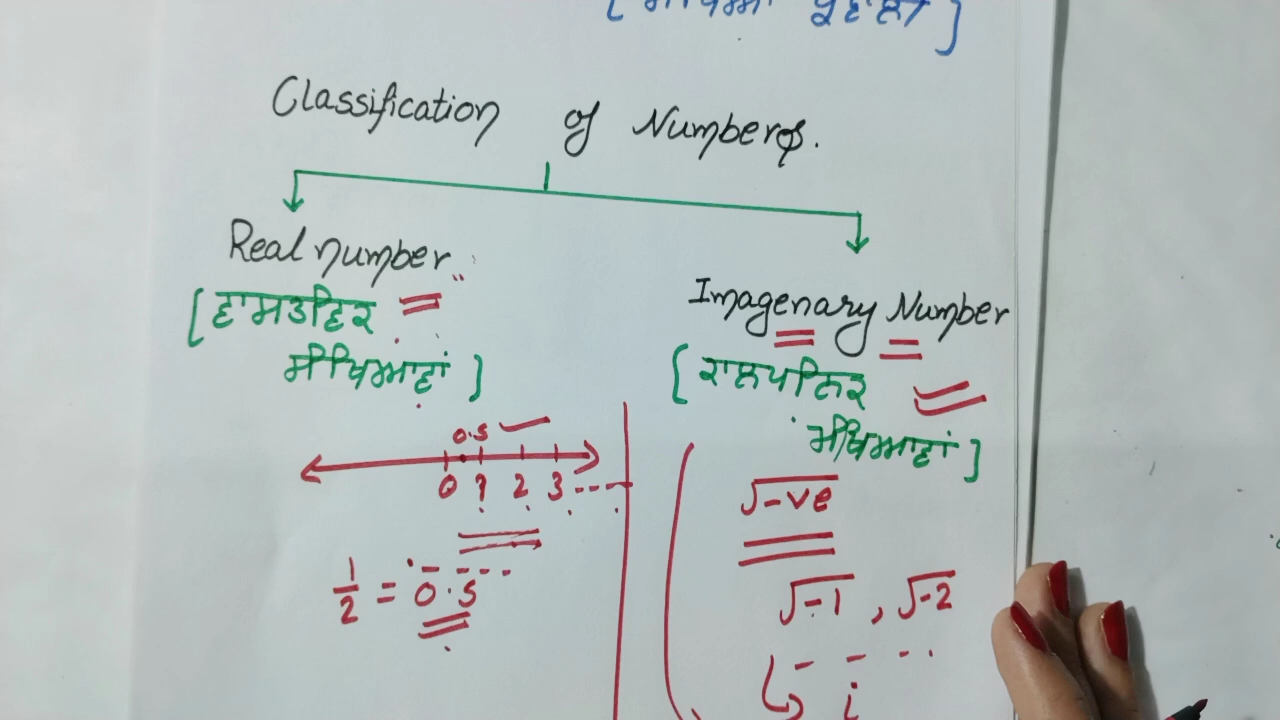 Classification of Numbers.
Real number
[ਵਾਸਤਵਿਕ
ਸੰਖਿਆਵਾਂ]
Imagenary Number
[ਕਾਲਪਨਿਕ
ਸੰਖਿਆਵਾਂ]
0.5
0 1 2 3 ----
1/2 = 0.5
√-ve
√-1 , √-2
i